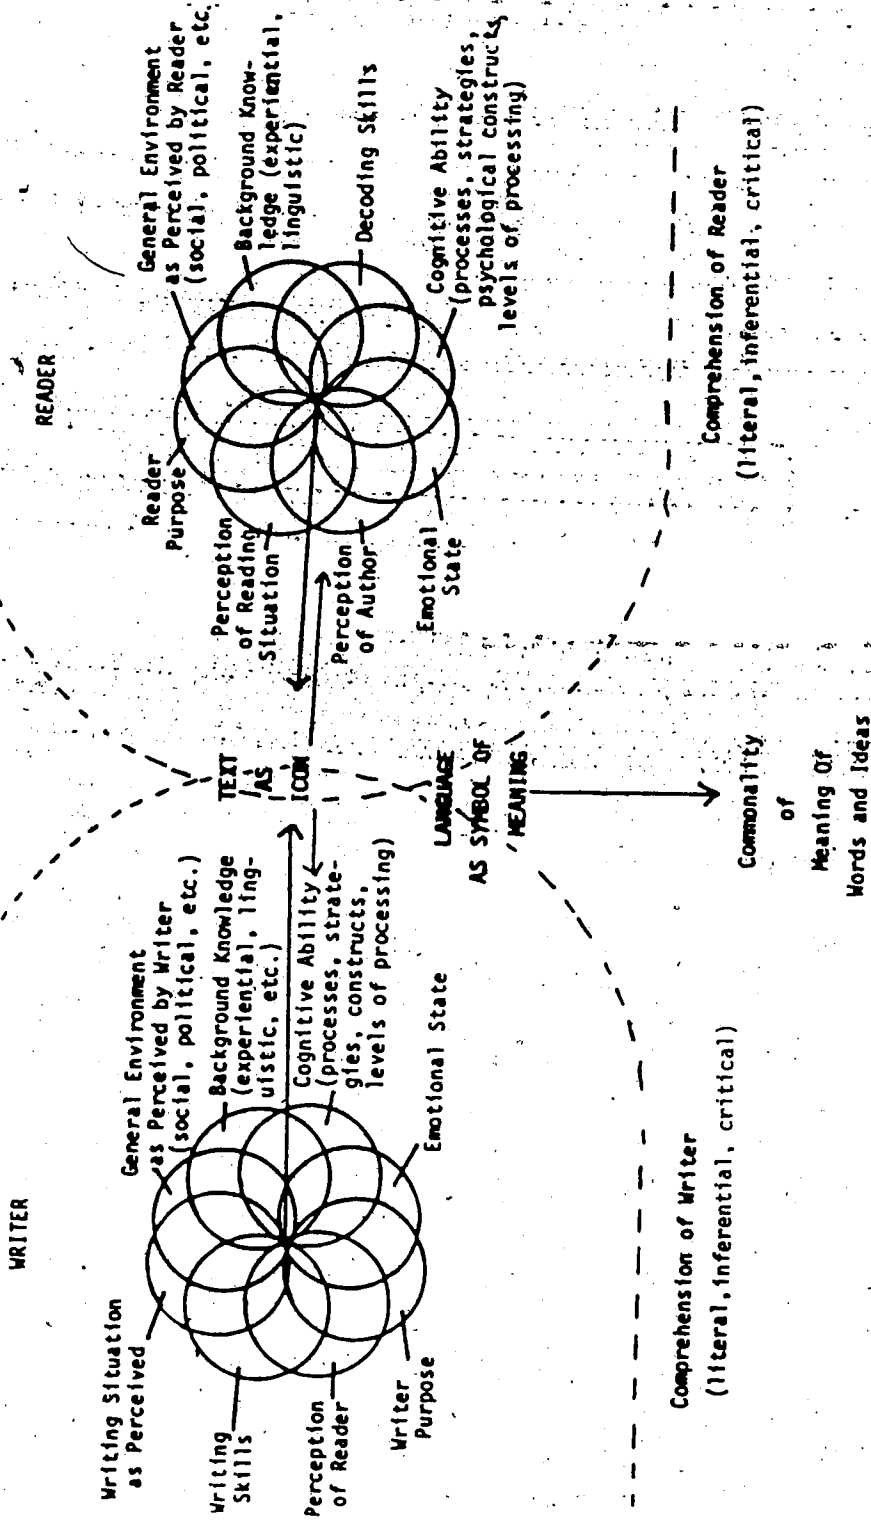 WRITER
Writing Situation
as Perceived
General Environment
as Perceived by Writer
(social, political, etc.)
Background Knowledge
(experiential, ling-
uistic, etc.)
Cognitive Ability
(processes, strate-
gies, constructs,
levels of processing)
Emotional State
Writer
Purpose
Perception
of Reader
Writing
Skills
Comprehension of Writer
(literal, inferential, critical)
TEXT
AS
ICON
LANGUAGE
AS SYMBOL OF
MEANING
Commonality
of
Meaning Of
Words and Ideas
READER
Reader
Purpose
General Environment
as Perceived by Reader
(social, political, etc.
Background Know-
ledge (experiential,
linguistic)
Decoding Skills
Cognitive Ability
(processes, strategies,
psychological constructs,
levels of processing)
Emotional
State
Perception
of Author
Perception
of Reading
Situation
Comprehension of Reader
(literal, inferential, critical)